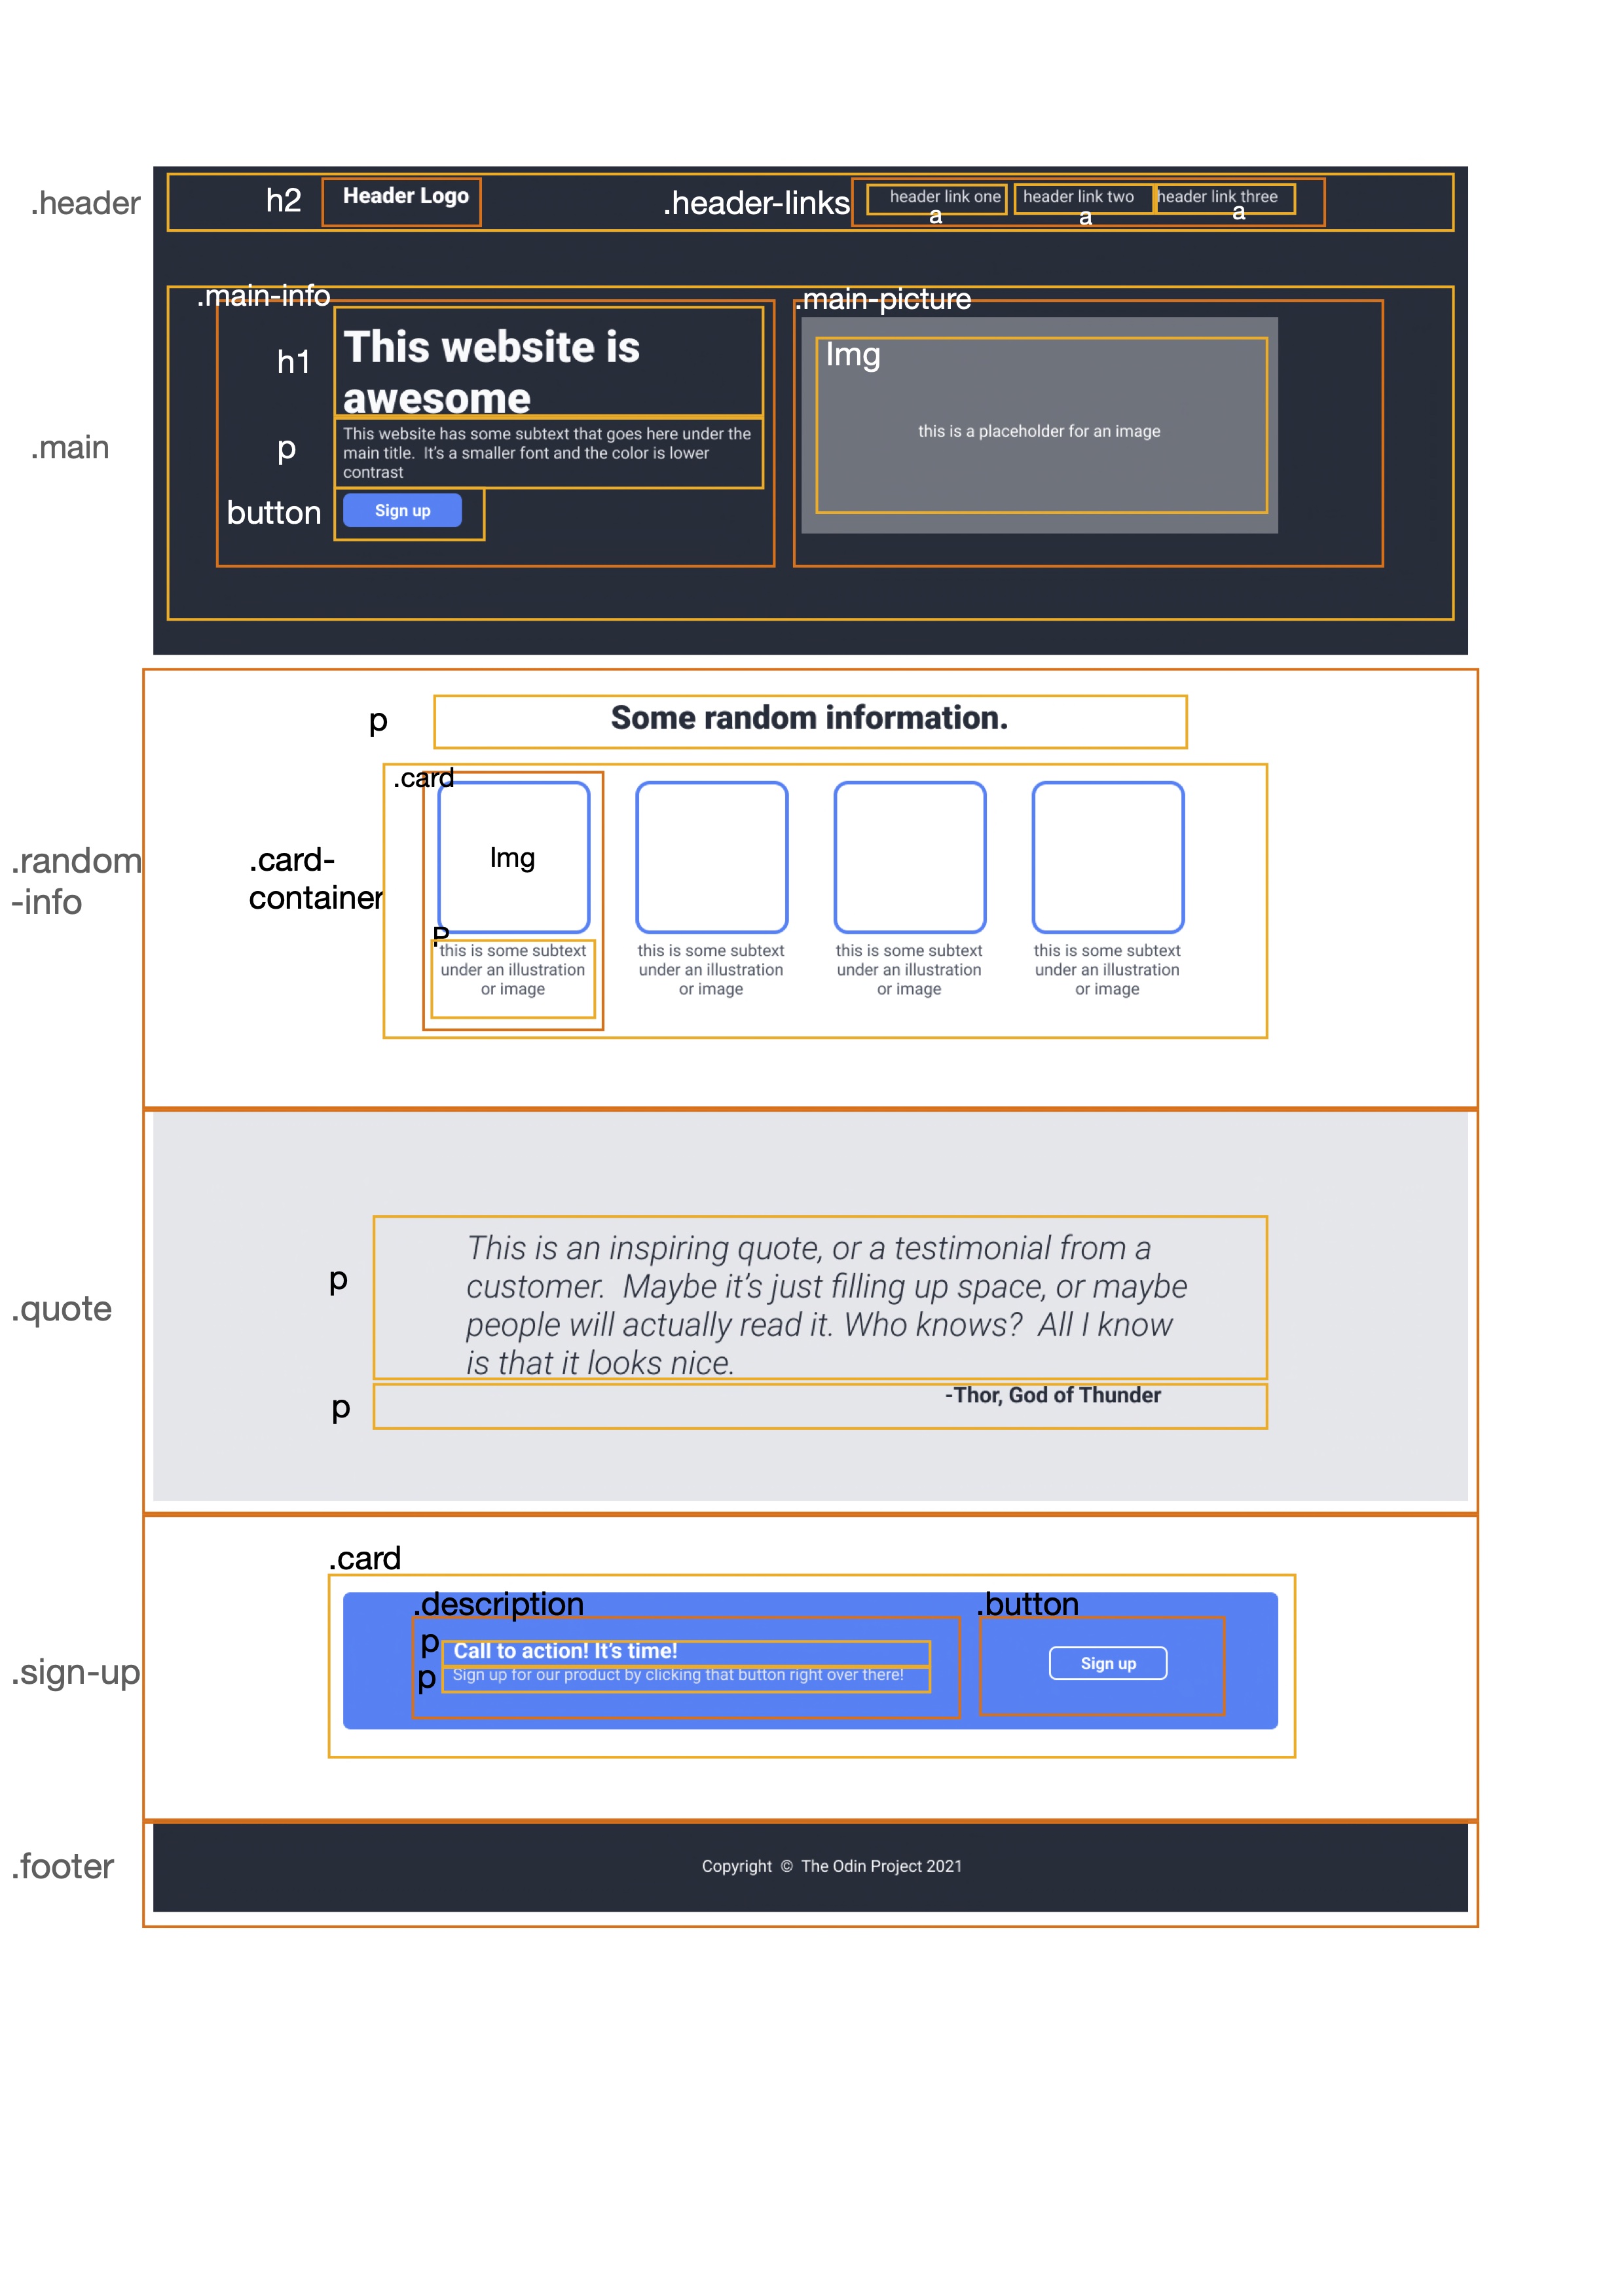 .header
h2
Header Logo
.header-links
header link one
header link two
header link three
a
a
a
.main-info
.main-picture
h1
This website is
awesome
Img
this is a placeholder for an image
.main
p
This website has some subtext that goes here under the
main title.  It's a smaller font and the color is lower
contrast
button
Sign up
p
Some random information.
.card
.random
-info
.card-
container
Img
P
this is some subtext
under an illustration
or image
this is some subtext
under an illustration
or image
this is some subtext
under an illustration
or image
this is some subtext
under an illustration
or image
.quote
p
This is an inspiring quote, or a testimonial from a
customer.  Maybe it's just filling up space, or maybe
people will actually read it. Who knows?  All I know
is that it looks nice.
p
-Thor, God of Thunder
.card
.description
.button
.sign-up
p
Call to action! It's time!
p
Sign up for our product by clicking that button right over there!
Sign up
.footer
Copyright © The Odin Project 2021